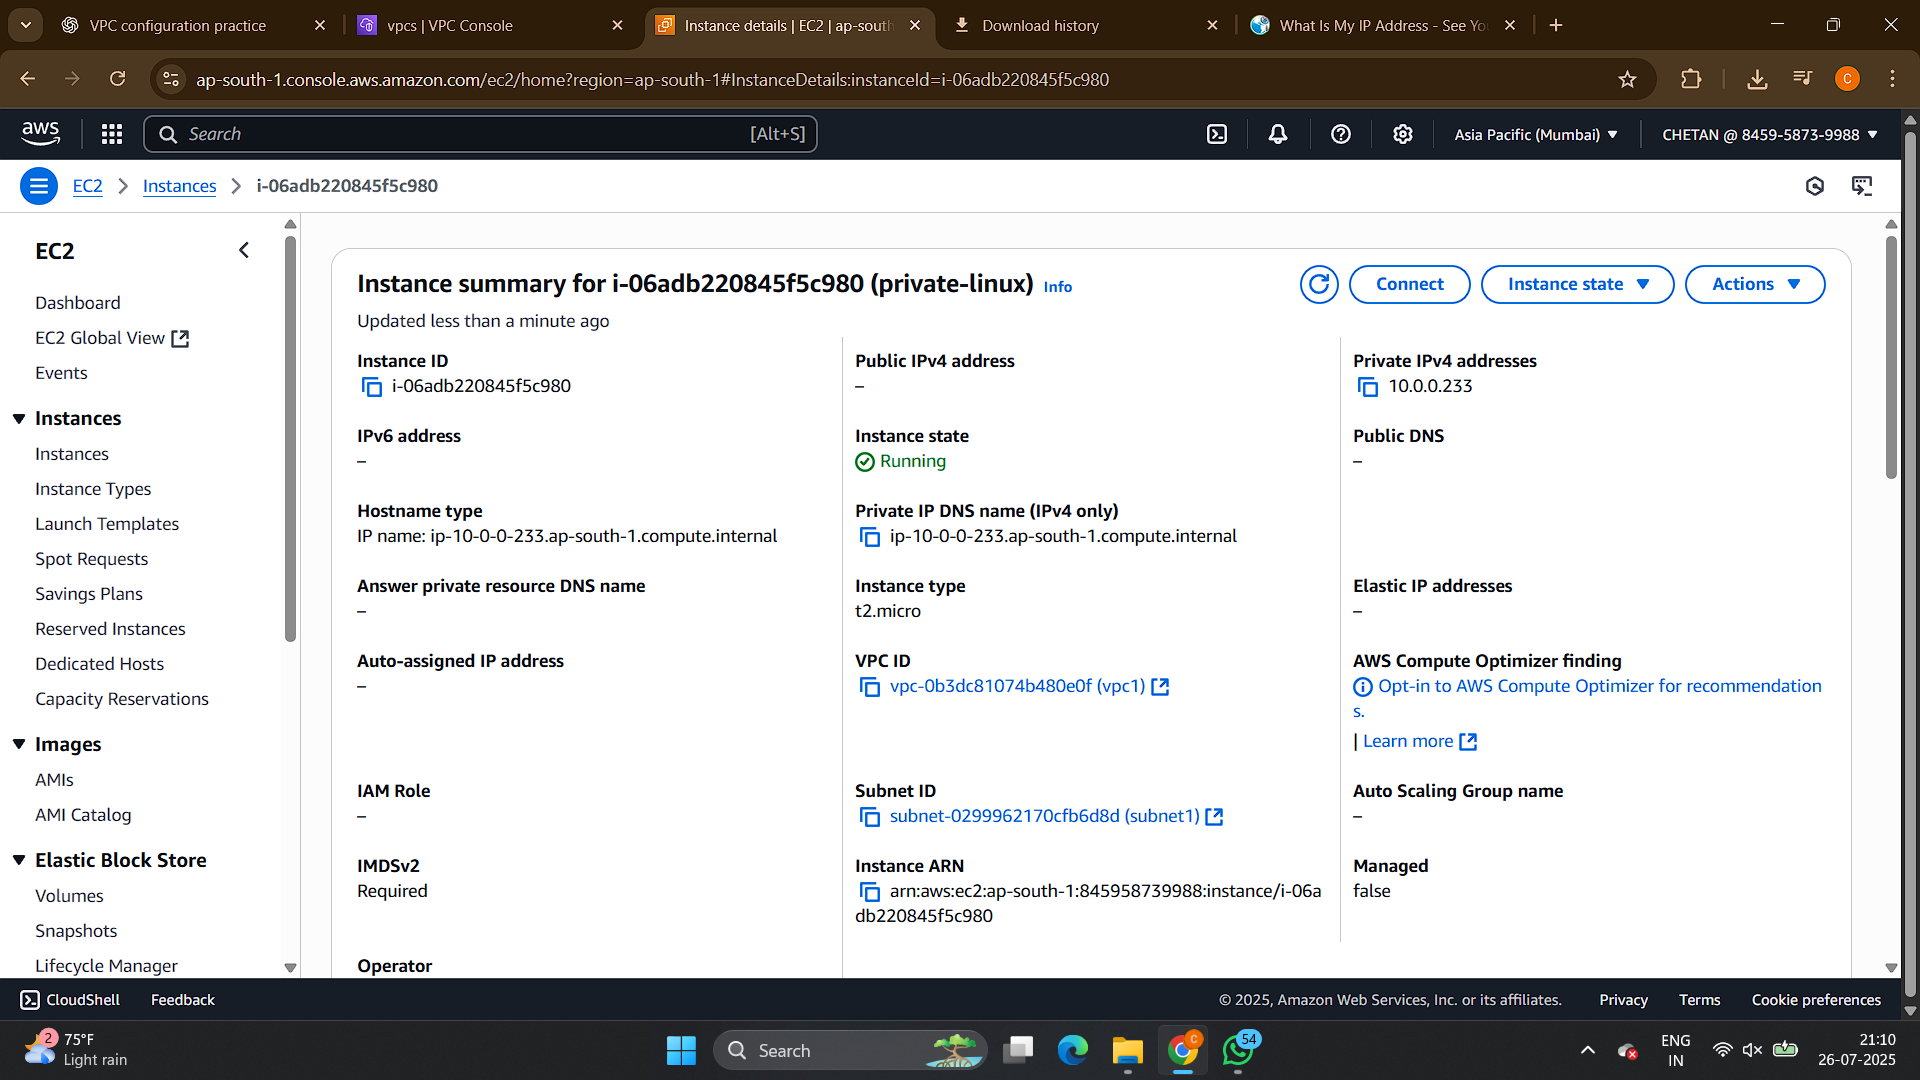 VPC configuration practice
vpcs | VPC Console
Instance details | EC2 | ap-south
Download history
What Is My IP Address - See Yo
ap-south-1.console.aws.amazon.com/ec2/home?region=ap-south-1#InstanceDetails:instanceId=i-06adb220845f5c980
C
aws
Search
[Alt+S]
Asia Pacific (Mumbai)
CHETAN @ 8459-5873-9988
EC2
Instances
i-06adb220845f5c980
EC2
Dashboard
EC2 Global View
Events
Instances
Instances
Instance Types
Launch Templates
Spot Requests
Savings Plans
Reserved Instances
Dedicated Hosts
Capacity Reservations
Images
AMIs
AMI Catalog
Elastic Block Store
Volumes
Snapshots
Lifecycle Manager
Instance summary for i-06adb220845f5c980 (private-linux) Info
Connect
Instance state
Actions
Updated less than a minute ago
Instance ID
i-06adb220845f5c980
Public IPv4 address
–
Private IPv4 addresses
10.0.0.233
IPv6 address
–
Instance state
Running
Public DNS
–
Hostname type
IP name: ip-10-0-0-233.ap-south-1.compute.internal
Private IP DNS name (IPv4 only)
ip-10-0-0-233.ap-south-1.compute.internal
Answer private resource DNS name
–
Instance type
t2.micro
Elastic IP addresses
–
Auto-assigned IP address
–
VPC ID
vpc-0b3dc81074b480e0f (vpc1)
AWS Compute Optimizer finding
Opt-in to AWS Compute Optimizer for recommendation
s.
| Learn more
IAM Role
–
Subnet ID
subnet-0299962170cfb6d8d (subnet1)
Auto Scaling Group name
–
IMDSv2
Required
Instance ARN
arn:aws:ec2:ap-south-1:845958739988:instance/i-06a
db220845f5c980
Managed
false
Operator
CloudShell
Feedback
© 2025, Amazon Web Services, Inc. or its affiliates.
Privacy
Terms
Cookie preferences
2
75°F
Light rain
Search
C
54
ENG
IN
21:10
26-07-2025